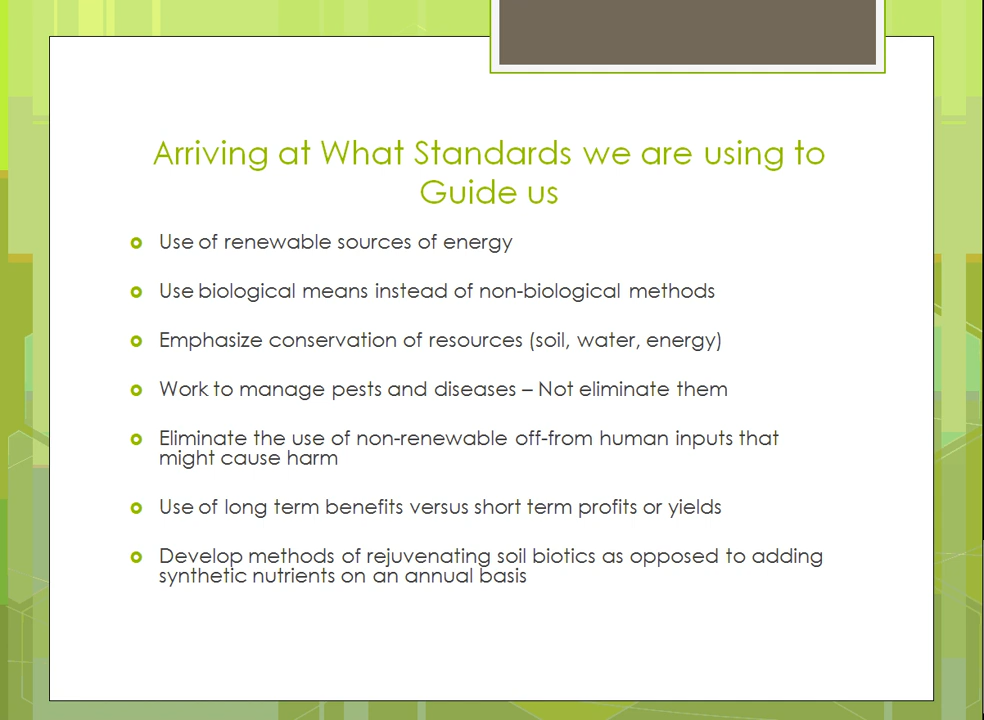 Arriving at What Standards we are using to
Guide us
Use of renewable sources of energy
Use biological means instead of non-biological methods
Emphasize conservation of resources (soil, water, energy)
Work to manage pests and diseases – Not eliminate them
Eliminate the use of non-renewable off-from human inputs that
might cause harm
Use of long term benefits versus short term profits or yields
Develop methods of rejuvenating soil biotics as opposed to adding
synthetic nutrients on an annual basis